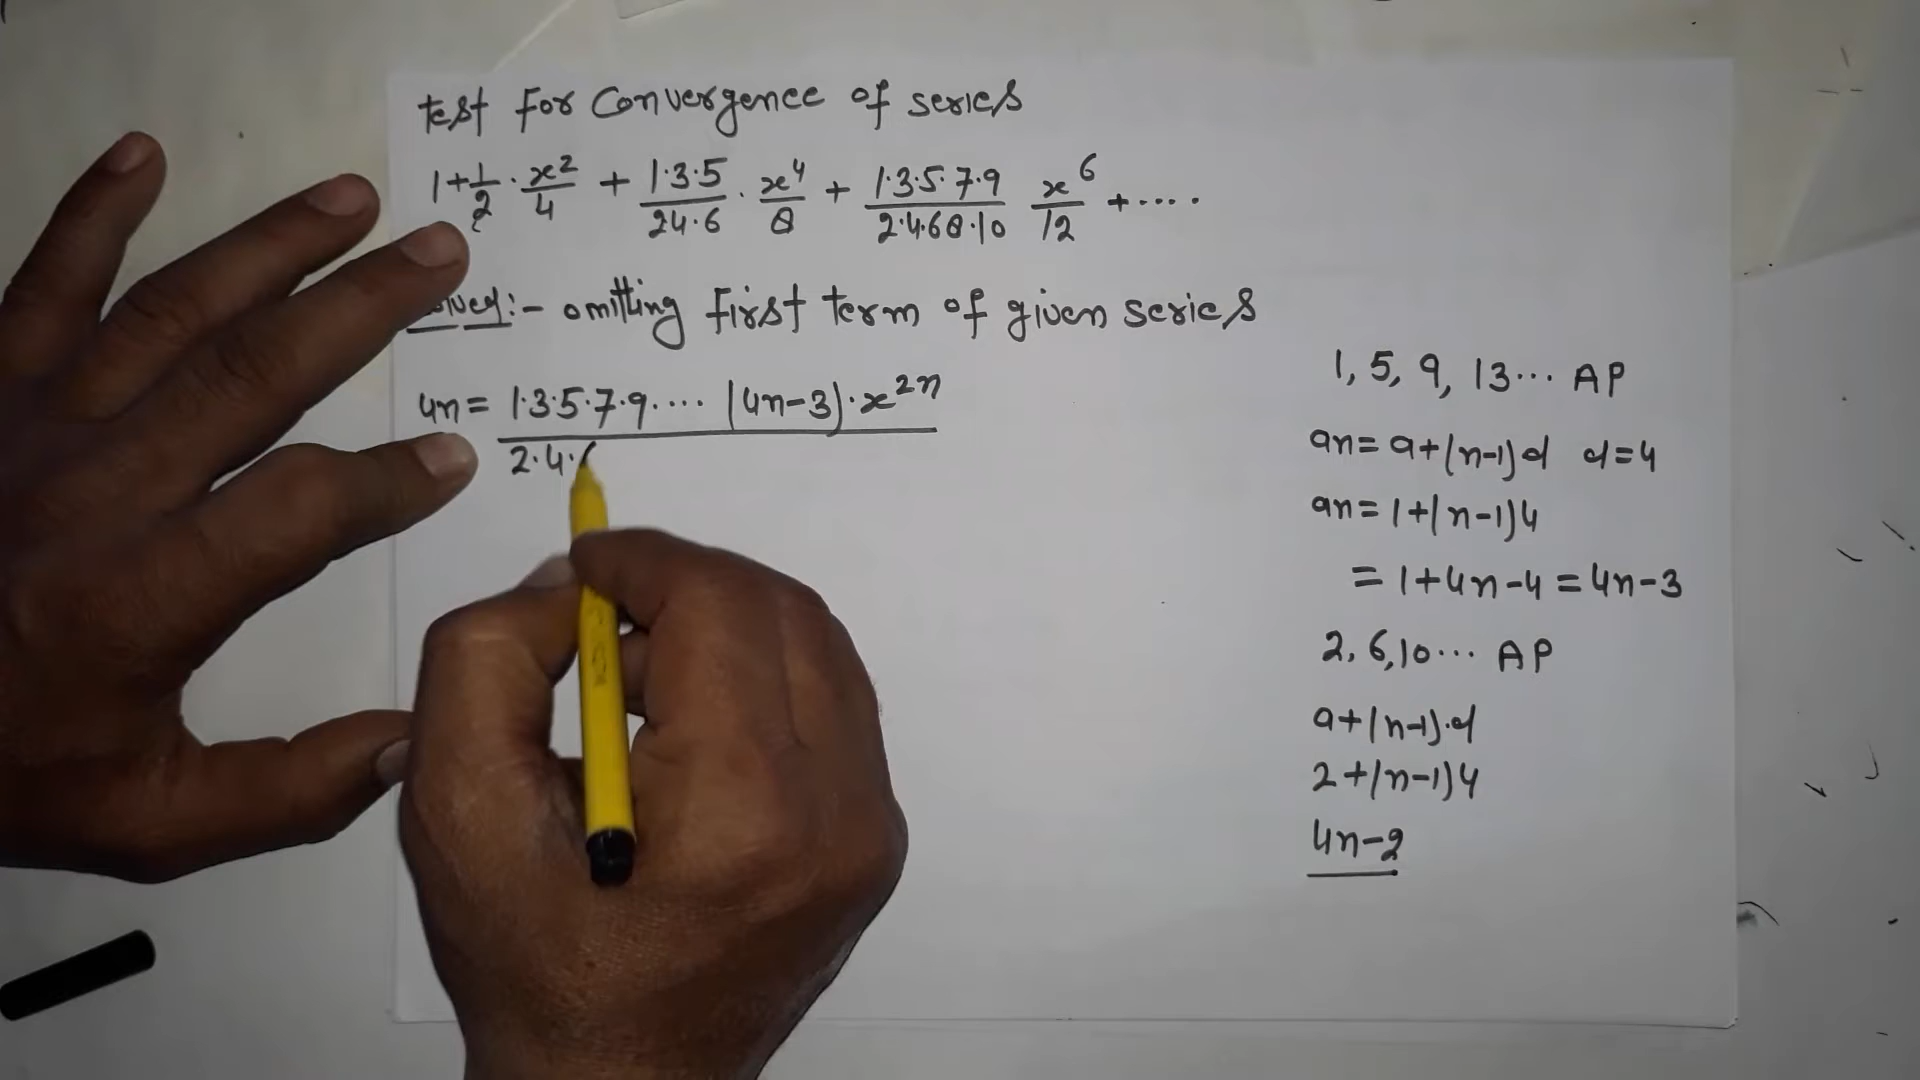 Test For Convergence of series
1+1/2 · x²/4 + 1·3·5/2 4·6 · x⁴/8 + 1·3·5·7·9/2·4·6 8·10 x⁶/12 + ····
:- omitting First term of given series
un = 1·3·5·7·9···· (4n-3)·x²ⁿ
2·4·
1, 5, 9, 13··· AP
an = a+(n-1)d d=4
an = 1+(n-1)4
= 1+4n-4 = 4n-3
2, 6, 10··· AP
a+(n-1)·d
2+(n-1)4
4n-2